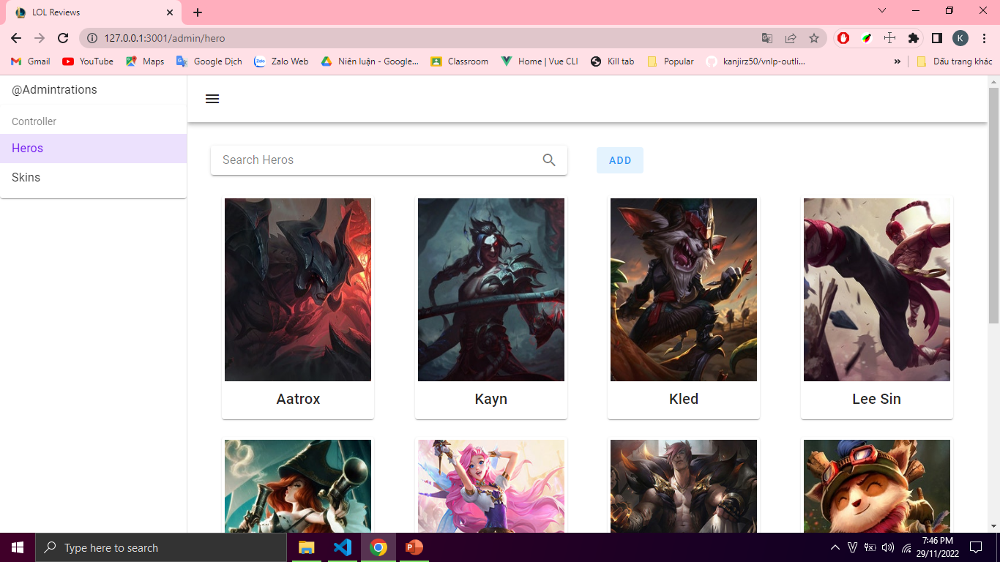 LOL Reviews
127.0.0.1:3001/admin/hero
K
Gmail
YouTube
Maps
Google Dịch
Zalo Web
Niên luận - Google...
Classroom
Home | Vue CLI
Kill tab
Popular
kanjirz50/vnlp-outli...
»
Dấu trang khác
@Admintrations
Controller
Heros
Skins
Search Heros
ADD
Aatrox
Kayn
Kled
Lee Sin
Type here to search
7:46 PM
29/11/2022